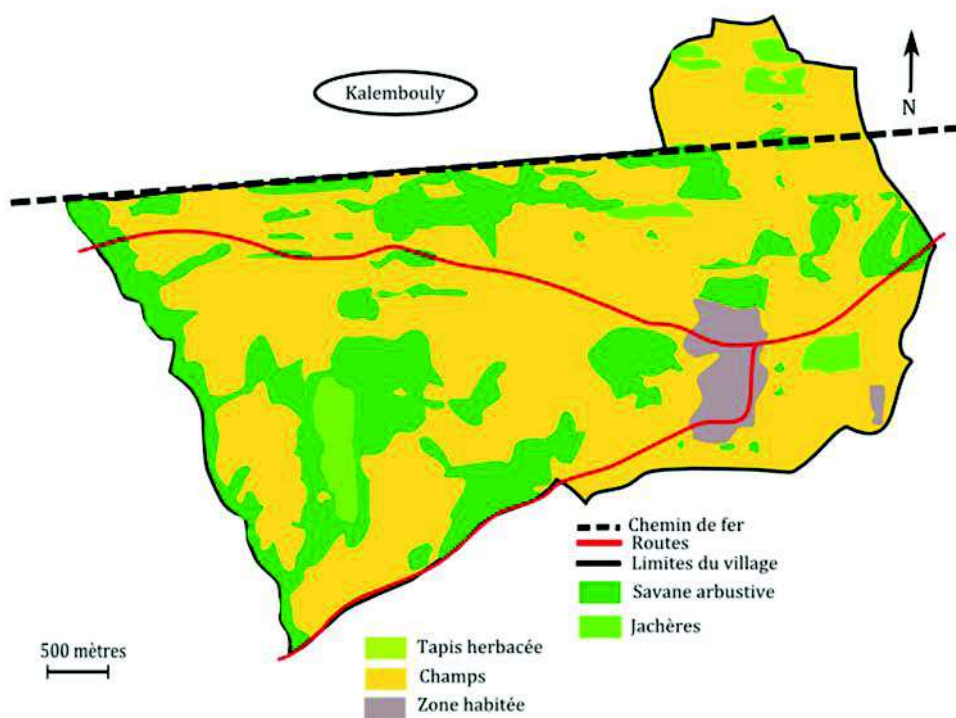 Kalembouly
N
Chemin de fer
Routes
Limites du village
Savane arbustive
Jachères
500 mètres
Tapis herbacée
Champs
Zone habitée